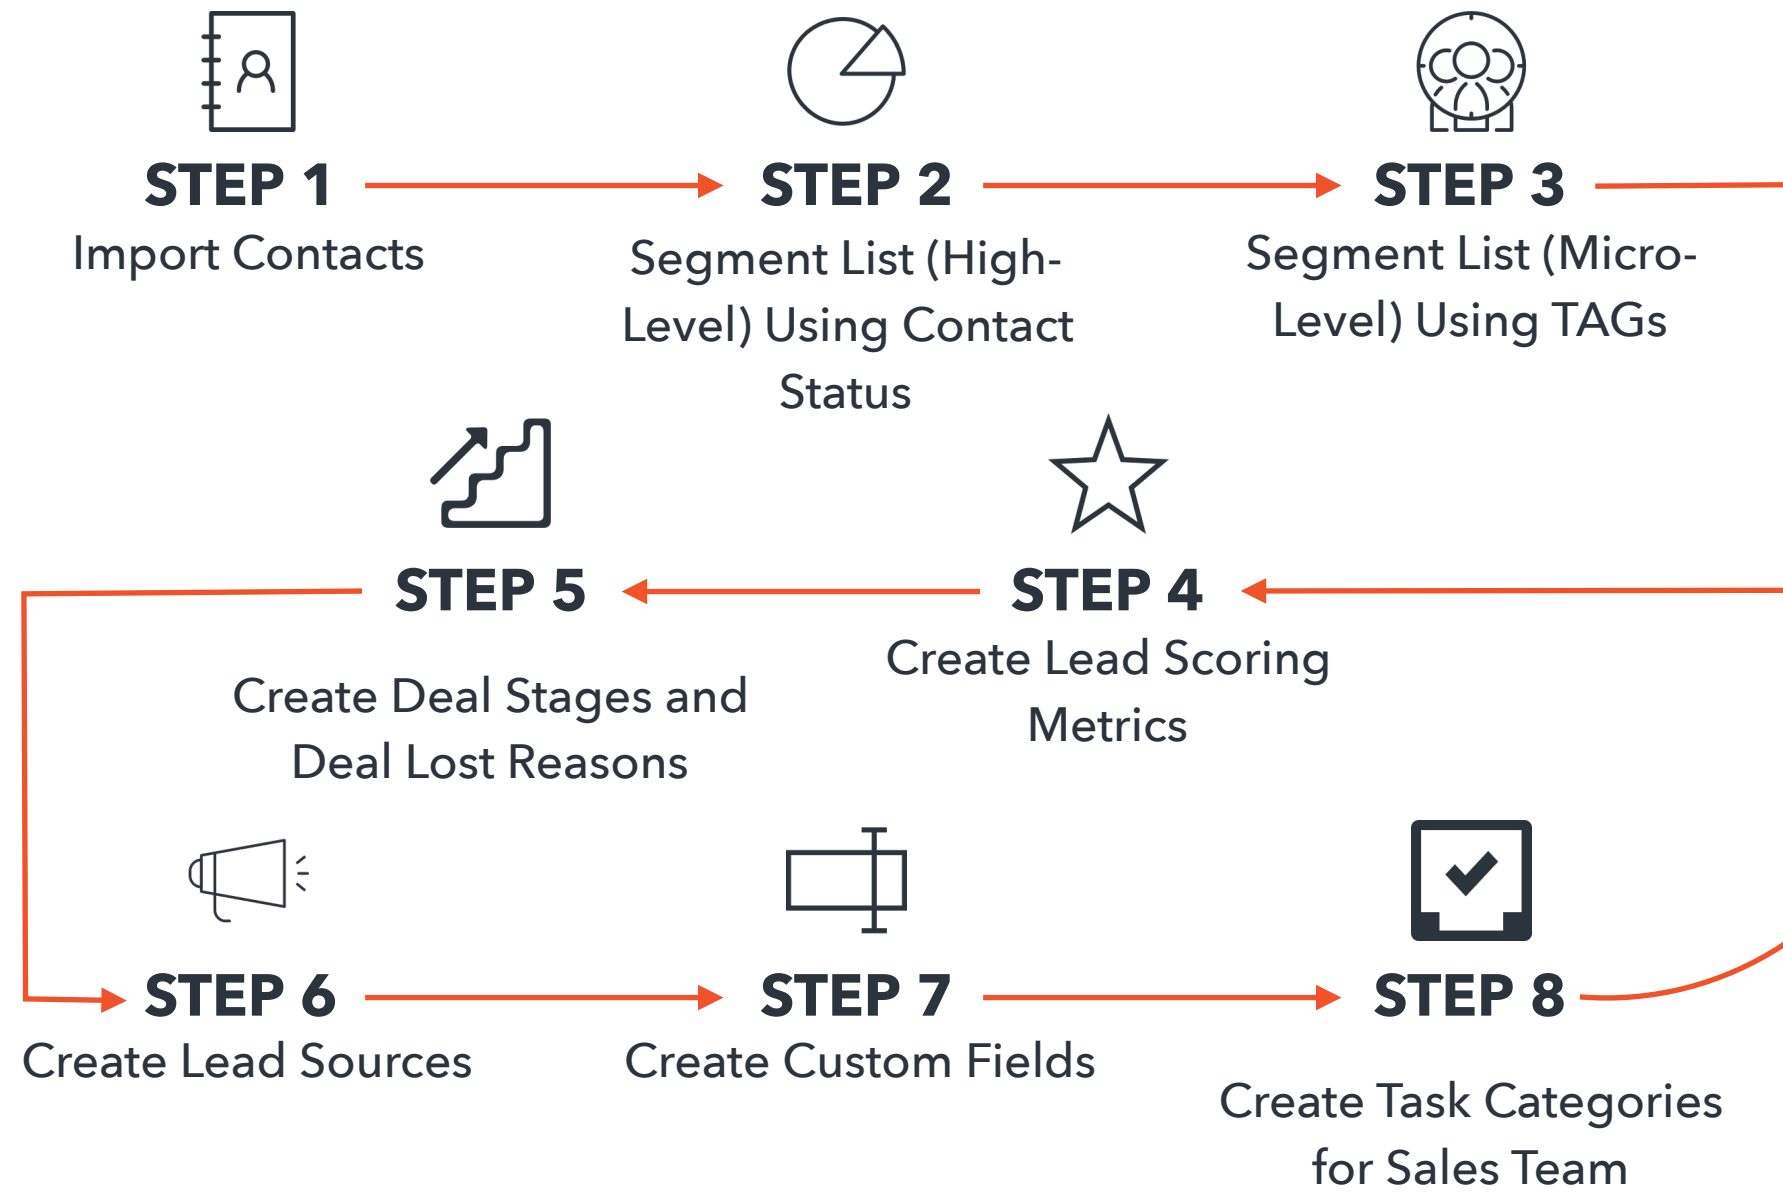 STEP 1
Import Contacts
STEP 2
Segment List (High-
Level) Using Contact
Status
STEP 3
Segment List (Micro-
Level) Using TAGs
STEP 4
Create Lead Scoring
Metrics
STEP 5
Create Deal Stages and
Deal Lost Reasons
STEP 6
Create Lead Sources
STEP 7
Create Custom Fields
STEP 8
Create Task Categories
for Sales Team